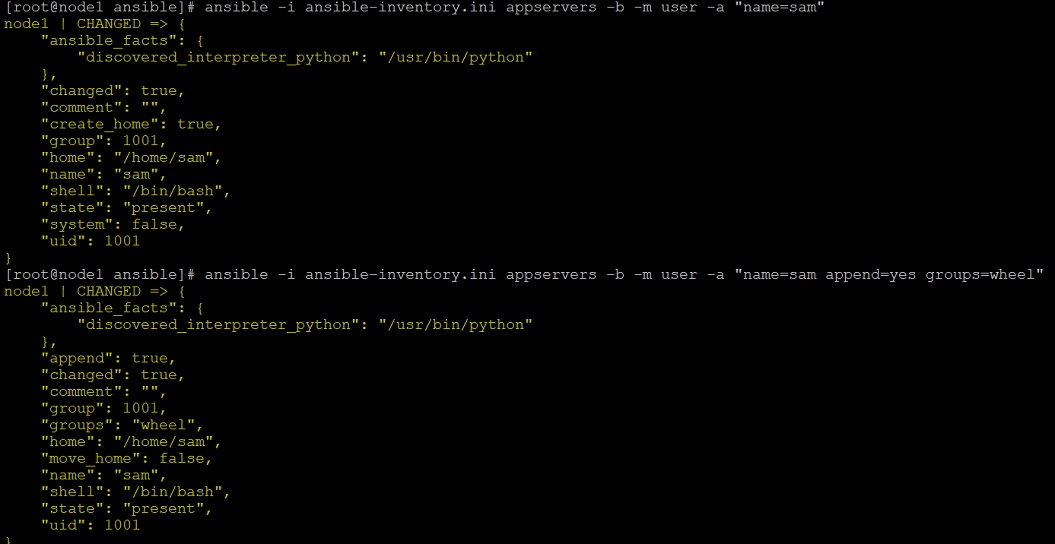 [root@node1 ansible]# ansible -i ansible-inventory.ini appservers -b -m user -a "name=sam"
node1 | CHANGED => {
    "ansible_facts": {
        "discovered_interpreter_python": "/usr/bin/python"
    },
    "changed": true,
    "comment": "",
    "create_home": true,
    "group": 1001,
    "home": "/home/sam",
    "name": "sam",
    "shell": "/bin/bash",
    "state": "present",
    "system": false,
    "uid": 1001
}
[root@node1 ansible]# ansible -i ansible-inventory.ini appservers -b -m user -a "name=sam append=yes groups=wheel"
node1 | CHANGED => {
    "ansible_facts": {
        "discovered_interpreter_python": "/usr/bin/python"
    },
    "append": true,
    "changed": true,
    "comment": "",
    "group": 1001,
    "groups": "wheel",
    "home": "/home/sam",
    "move_home": false,
    "name": "sam",
    "shell": "/bin/bash",
    "state": "present",
    "uid": 1001
}